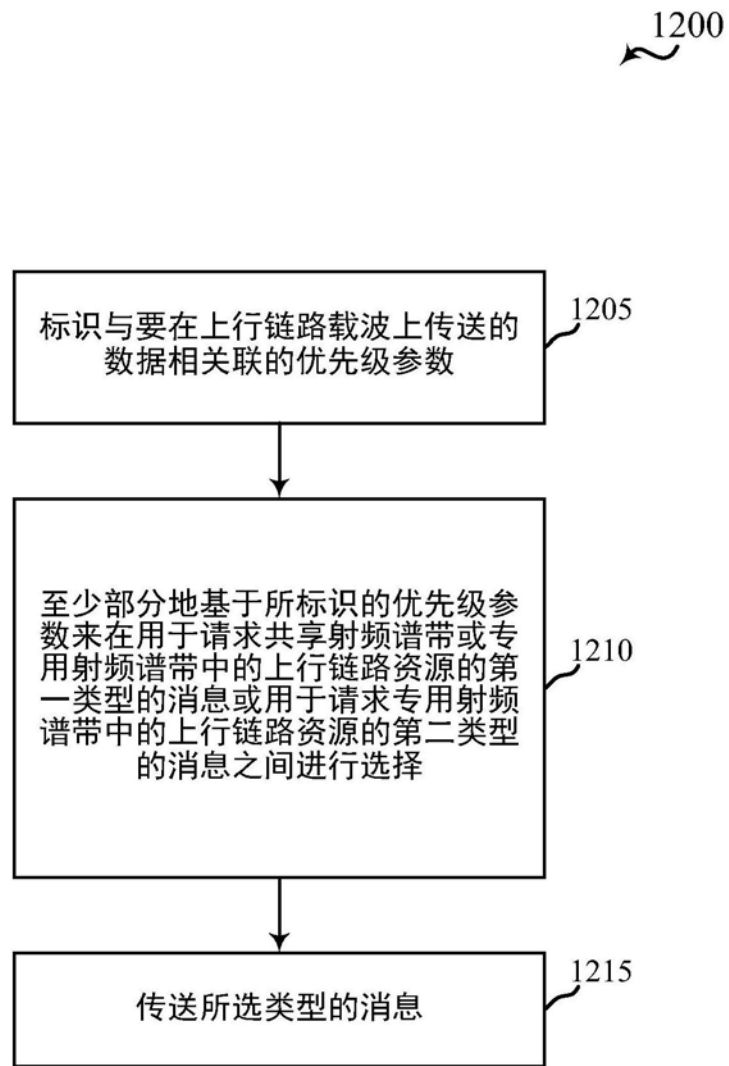 1200
标识与要在上行链路载波上传送的
数据相关联的优先级参数
1205
至少部分地基于所标识的优先级参
数来在用于请求共享射频谱带或专
用射频谱带中的上行链路资源的第
一类型的消息或用于请求专用射频
谱带中的上行链路资源的第二类型
的消息之间进行选择
1210
传送所选类型的消息
1215